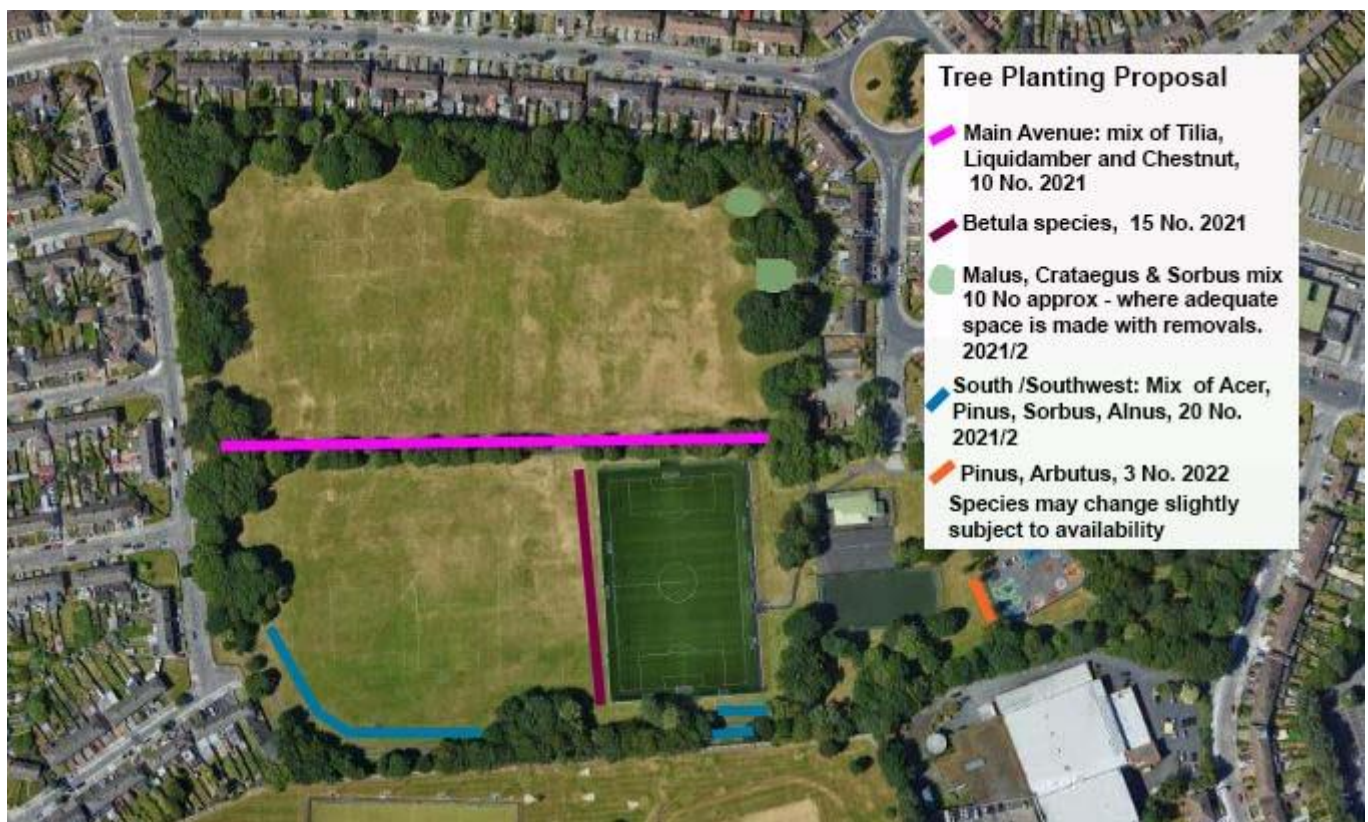 Tree Planting Proposal
Main Avenue: mix of Tilia,
Liquidamber and Chestnut,
10 No. 2021
Betula species, 15 No. 2021
Malus, Crataegus & Sorbus mix
10 No approx - where adequate
space is made with removals.
2021/2
South /Southwest: Mix of Acer,
Pinus, Sorbus, Alnus, 20 No.
2021/2
Pinus, Arbutus, 3 No. 2022
Species may change slightly
subject to availability